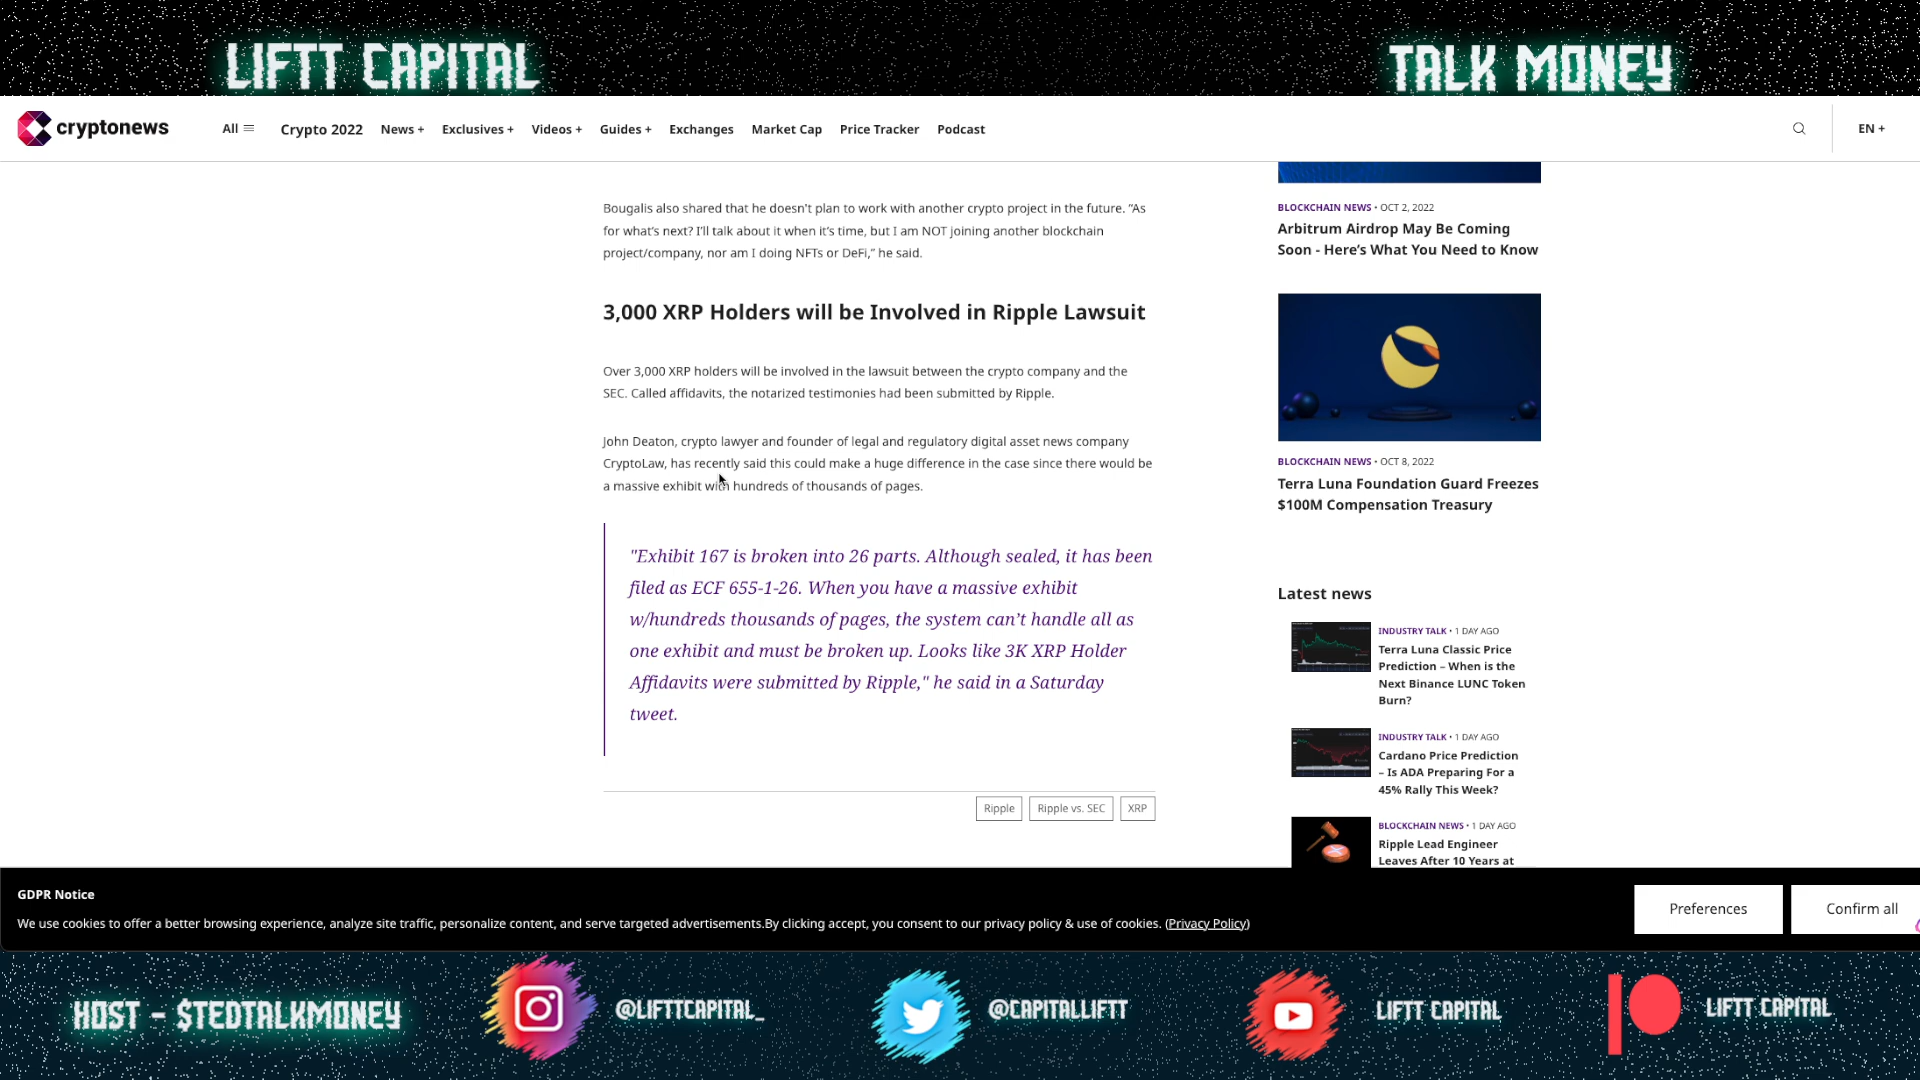 LIFTT CAPITAL
TALK MONEY
cryptonews
All
Crypto 2022
News +
Exclusives +
Videos +
Guides +
Exchanges
Market Cap
Price Tracker
Podcast
EN +
Bougalis also shared that he doesn't plan to work with another crypto project in the future. “As
for what’s next? I’ll talk about it when it’s time, but I am NOT joining another blockchain
project/company, nor am I doing NFTs or DeFi,” he said.
3,000 XRP Holders will be Involved in Ripple Lawsuit
Over 3,000 XRP holders will be involved in the lawsuit between the crypto company and the
SEC. Called affidavits, the notarized testimonies had been submitted by Ripple.
John Deaton, crypto lawyer and founder of legal and regulatory digital asset news company
CryptoLaw, has recently said this could make a huge difference in the case since there would be
a massive exhibit with hundreds of thousands of pages.
"Exhibit 167 is broken into 26 parts. Although sealed, it has been
filed as ECF 655-1-26. When you have a massive exhibit
w/hundreds thousands of pages, the system can’t handle all as
one exhibit and must be broken up. Looks like 3K XRP Holder
Affidavits were submitted by Ripple," he said in a Saturday
tweet.
Ripple
Ripple vs. SEC
XRP
BLOCKCHAIN NEWS • OCT 2, 2022
Arbitrum Airdrop May Be Coming
Soon - Here’s What You Need to Know
BLOCKCHAIN NEWS • OCT 8, 2022
Terra Luna Foundation Guard Freezes
$100M Compensation Treasury
Latest news
INDUSTRY TALK • 1 DAY AGO
Terra Luna Classic Price
Prediction – When is the
Next Binance LUNC Token
Burn?
INDUSTRY TALK • 1 DAY AGO
Cardano Price Prediction
– Is ADA Preparing For a
45% Rally This Week?
BLOCKCHAIN NEWS • 1 DAY AGO
Ripple Lead Engineer
Leaves After 10 Years at
GDPR Notice
We use cookies to offer a better browsing experience, analyze site traffic, personalize content, and serve targeted advertisements.By clicking accept, you consent to our privacy policy & use of cookies. (Privacy Policy)
Preferences
Confirm all
HOST - $TEDTALKMONEY
@LIFTTCAPITAL_
@CAPITALLIFTT
LIFTT CAPITAL
LIFTT CAPITAL